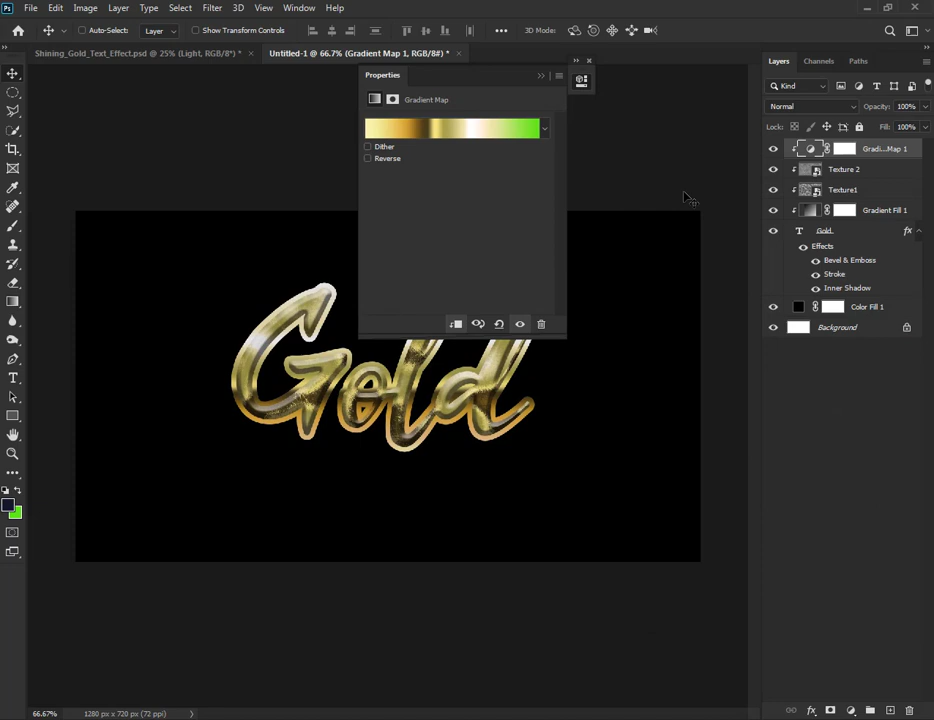 Ps File Edit Image Layer Type Select Filter 3D View Window Help
Auto-Select: Layer Show Transform Controls 3D Mode:
Shining_Gold_Text_Effect.psd @ 25% (Light, RGB/8*) * × Untitled-1 @ 66.7% (Gradient Map 1, RGB/8#) * ×
Properties
Gradient Map
Dither
Reverse
Gold
66.67% 1280 px x 720 px (72 ppi)
Layers Channels Paths
Kind
Normal Opacity: 100%
Lock: Fill: 100%
Gradi...Map 1
Texture 2
Texture1
Gradient Fill 1
T Gold. fx
Effects
Bevel & Emboss
Stroke
Inner Shadow
Color Fill 1
Background
fx